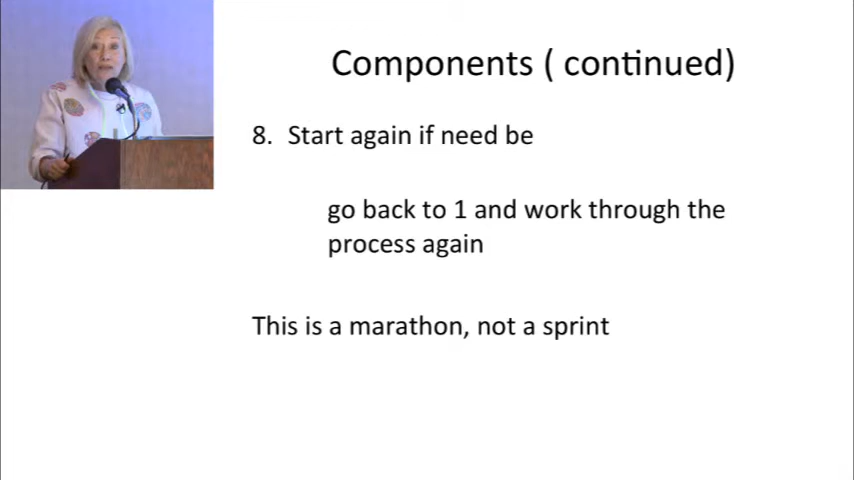 Components ( continued)
8. Start again if need be
go back to 1 and work through the
process again
This is a marathon, not a sprint